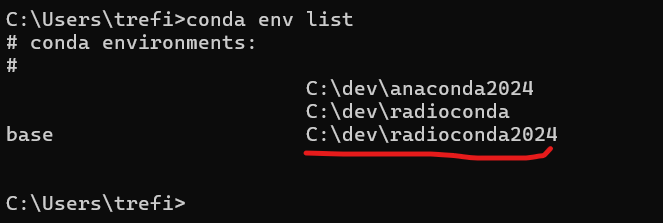 C:\Users\trefi>conda env list
# conda environments:
#
C:\dev\anaconda2024
C:\dev\radioconda
base C:\dev\radioconda2024
C:\Users\trefi>